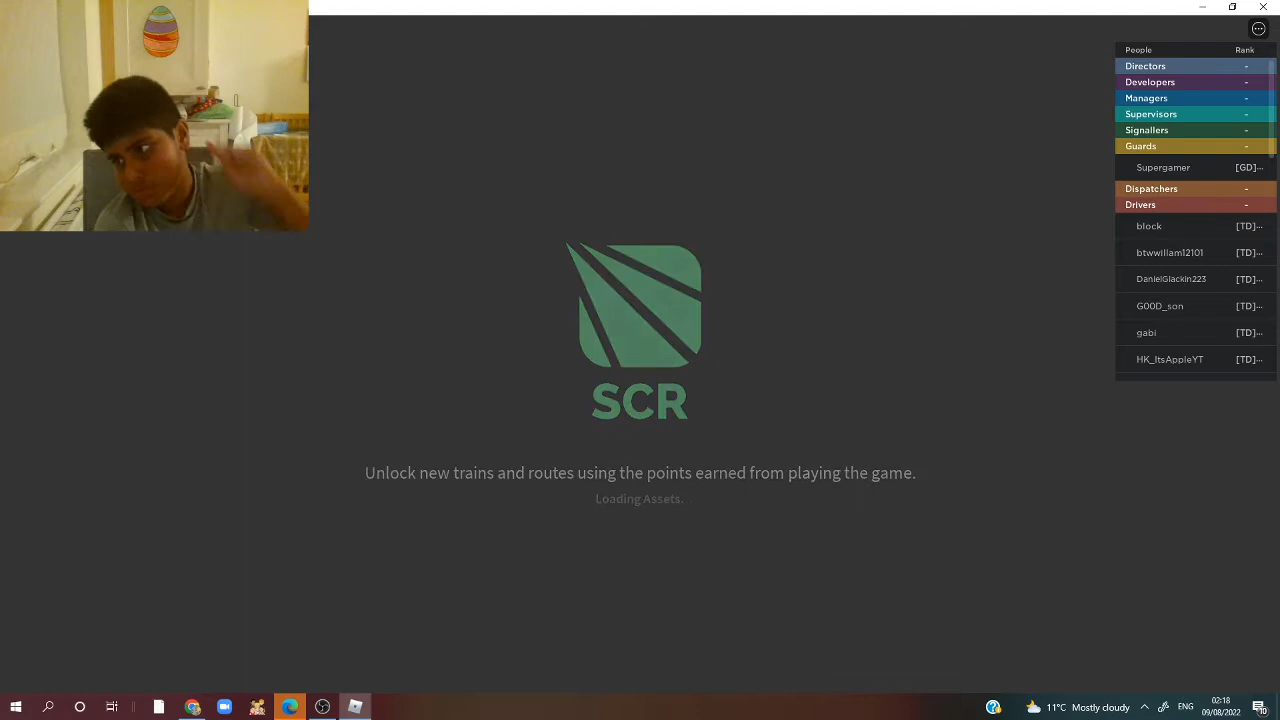 People Rank
Directors -
Developers -
Managers -
Supervisors -
Signallers -
Guards -
Supergamer [GD]...
Dispatchers -
Drivers -
block [TD]...
btwwillam12101 [TD]...
DanielGlackin223 [TD]...
G00D_son [TD]...
gabi [TD]...
HK_ItsAppleYT [TD]...
SCR
Unlock new trains and routes using the points earned from playing the game.
Loading Assets.
11°C Mostly cloudy
ENG
02:18
09/08/2022